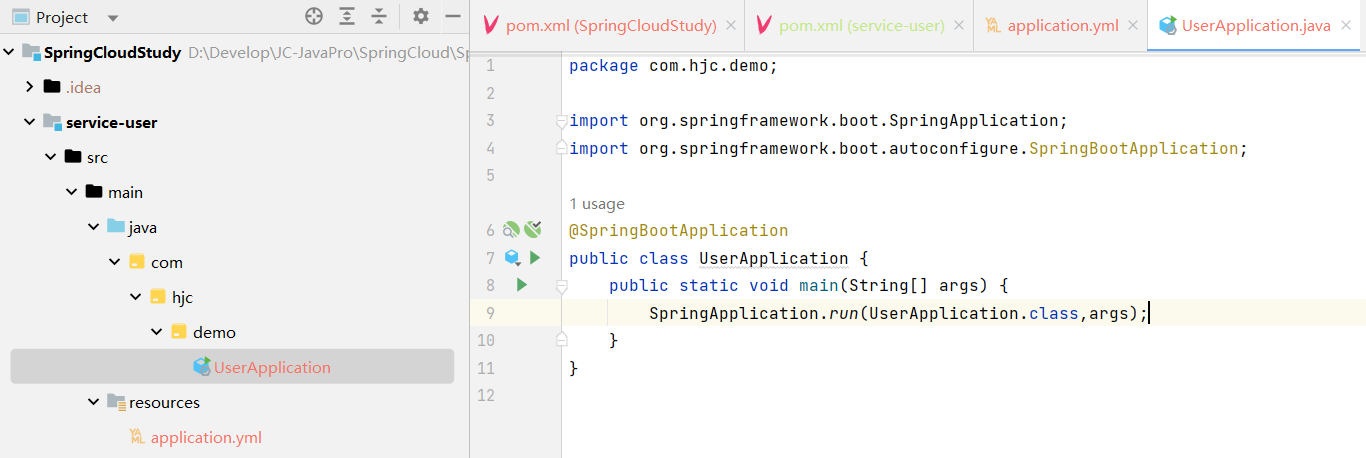 Project
SpringCloudStudy D:\Develop\JC-JavaPro\SpringCloud\Sp
.idea
service-user
src
main
java
com
hjc
demo
UserApplication
resources
application.yml
pom.xml (SpringCloudStudy)
pom.xml (service-user)
application.yml
UserApplication.java
1 package com.hjc.demo;
2
3 import org.springframework.boot.SpringApplication;
4 import org.springframework.boot.autoconfigure.SpringBootApplication;
5
1 usage
6 @SpringBootApplication
7 public class UserApplication {
8 public static void main(String[] args) {
9 SpringApplication.run(UserApplication.class,args);
10 }
11 }
12